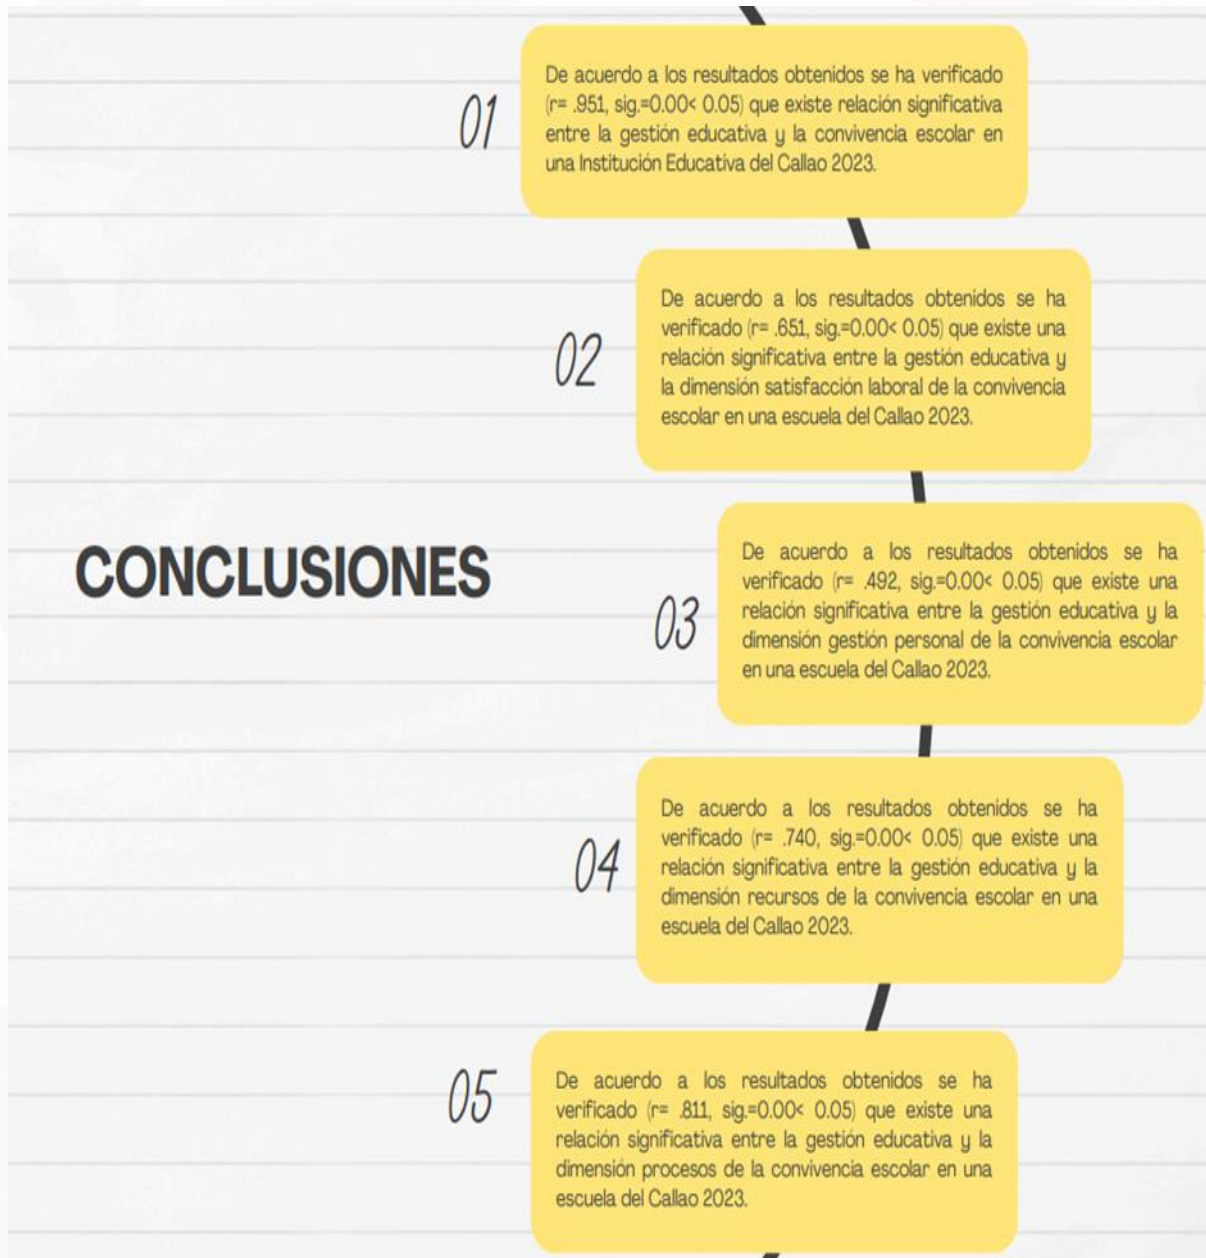 01
De acuerdo a los resultados obtenidos se ha verificado
(r= .951, sig.=0.00< 0.05) que existe relación significativa
entre la gestión educativa y la convivencia escolar en
una Institución Educativa del Callao 2023.
02
De acuerdo a los resultados obtenidos se ha
verificado (r= .651, sig.=0.00< 0.05) que existe una
relación significativa entre la gestión educativa y
la dimensión satisfacción laboral de la convivencia
escolar en una escuela del Callao 2023.
CONCLUSIONES
03
De acuerdo a los resultados obtenidos se ha
verificado (r= .492, sig.=0.00< 0.05) que existe una
relación significativa entre la gestión educativa y la
dimensión gestión personal de la convivencia escolar
en una escuela del Callao 2023.
04
De acuerdo a los resultados obtenidos se ha
verificado (r= .740, sig.=0.00< 0.05) que existe una
relación significativa entre la gestión educativa y la
dimensión recursos de la convivencia escolar en una
escuela del Callao 2023.
05
De acuerdo a los resultados obtenidos se ha
verificado (r= .811, sig.=0.00< 0.05) que existe una
relación significativa entre la gestión educativa y la
dimensión procesos de la convivencia escolar en una
escuela del Callao 2023.